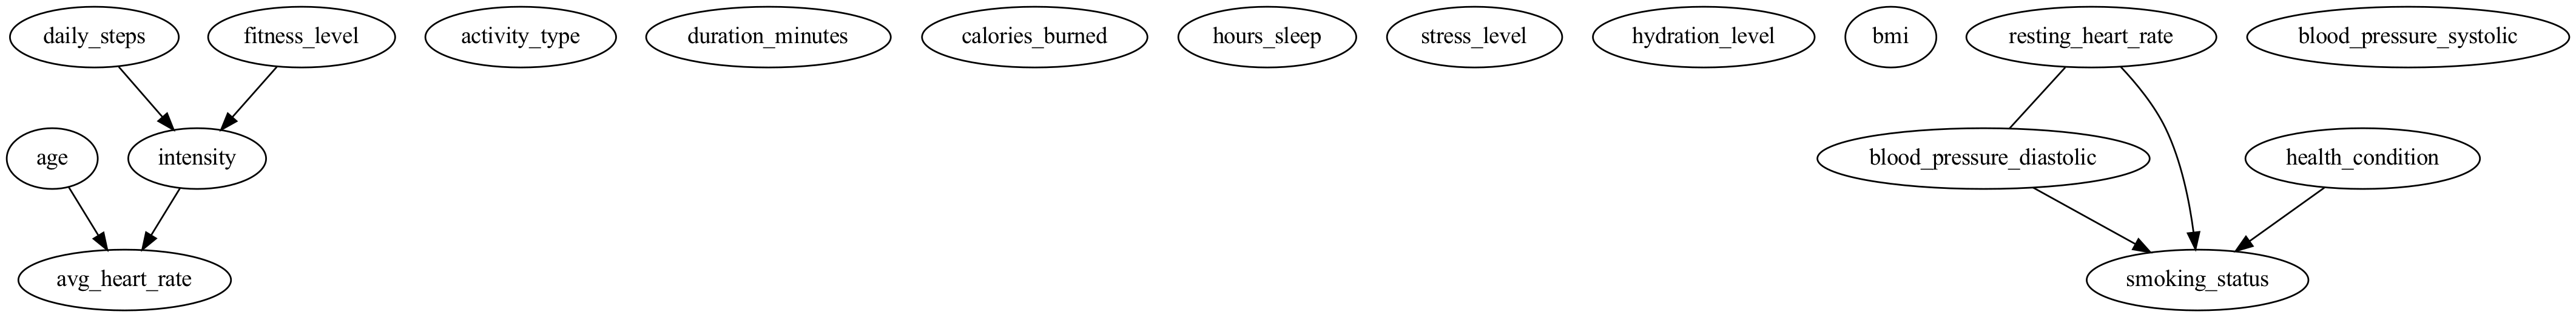 daily_steps
fitness_level
activity_type
duration_minutes
calories_burned
hours_sleep
stress_level
hydration_level
bmi
resting_heart_rate
blood_pressure_systolic
age
intensity
blood_pressure_diastolic
health_condition
avg_heart_rate
smoking_status